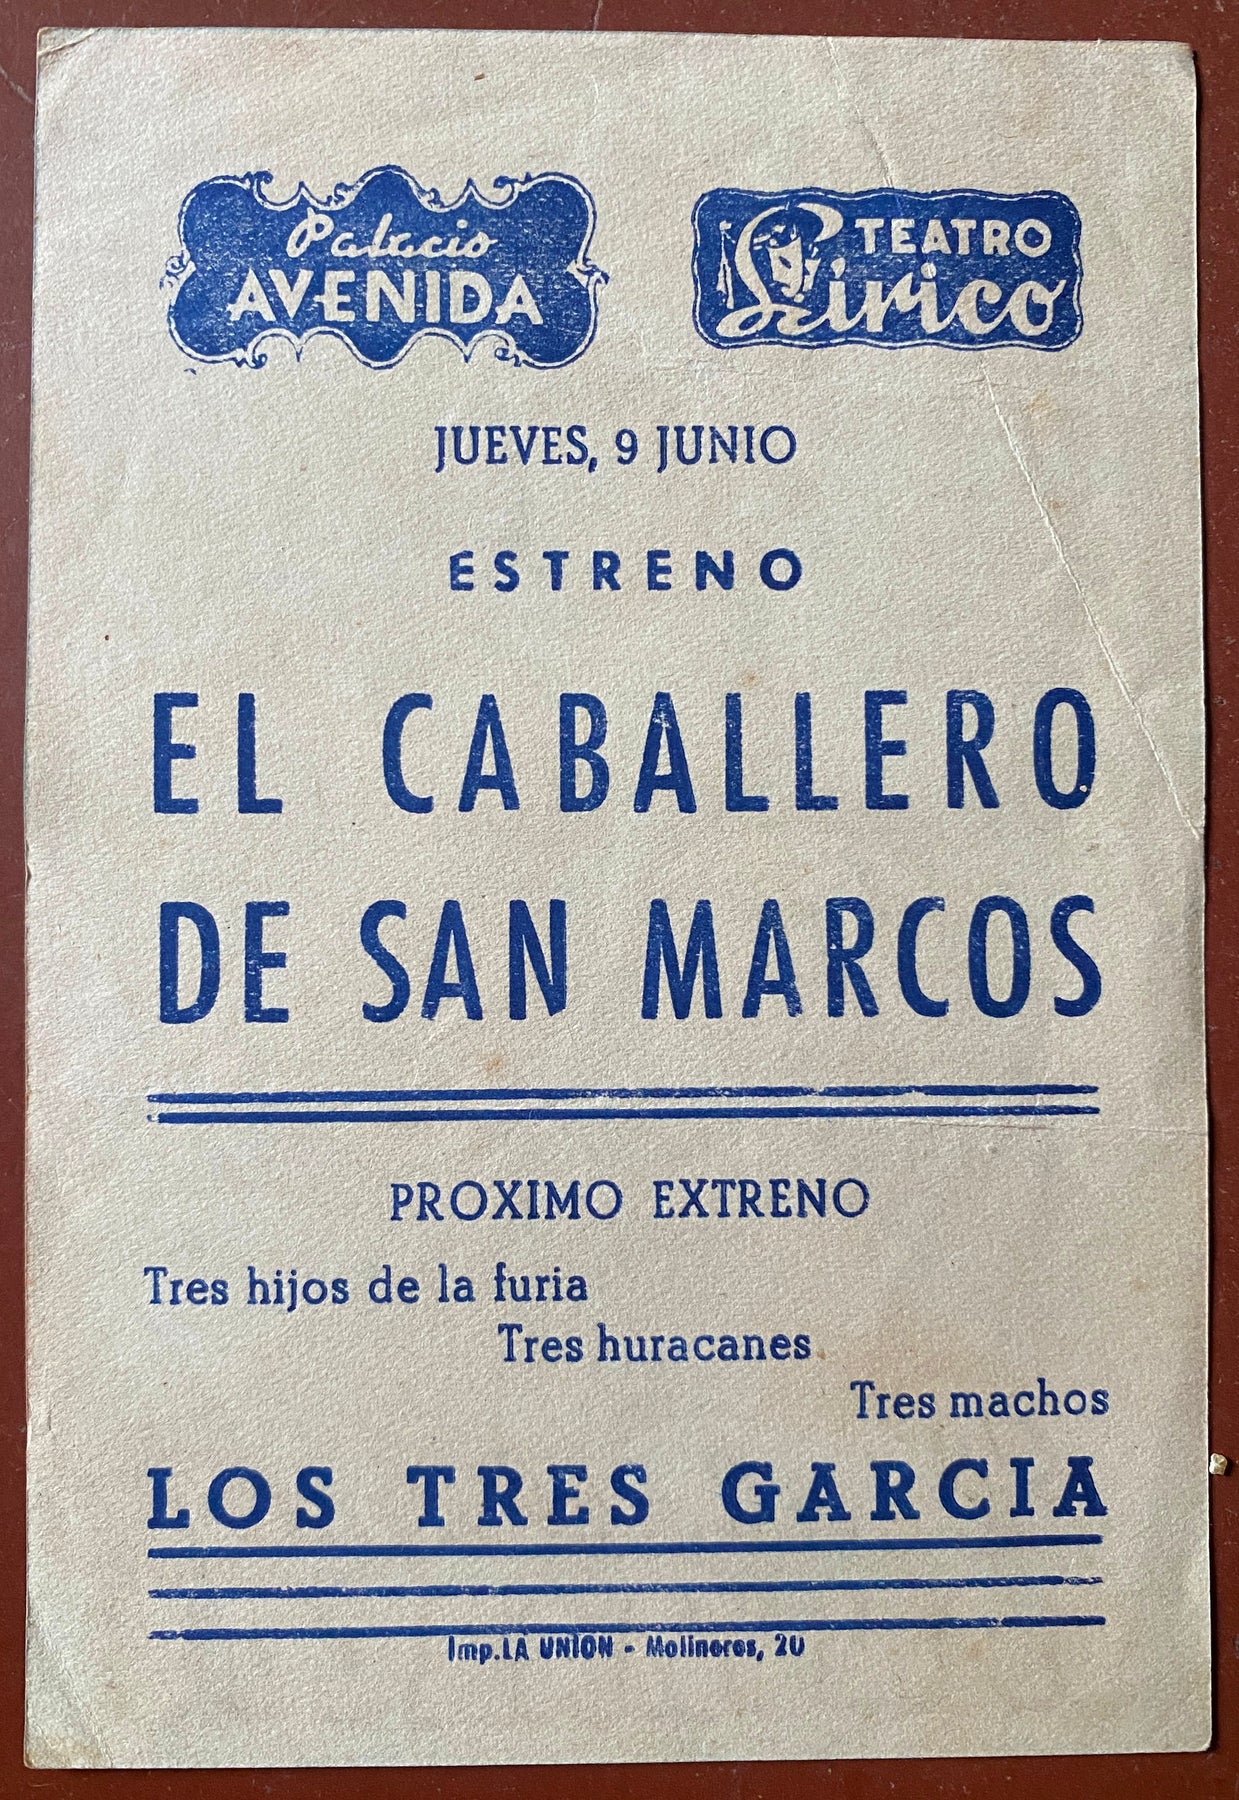 Palacio
AVENIDA
TEATRO
Lírico
JUEVES, 9 JUNIO
ESTRENO
EL CABALLERO
DE SAN MARCOS
PROXIMO EXTRENO
Tres hijos de la furia
Tres huracanes
Tres machos
LOS TRES GARCIA
Imp. LA UNION - Molineros, 20